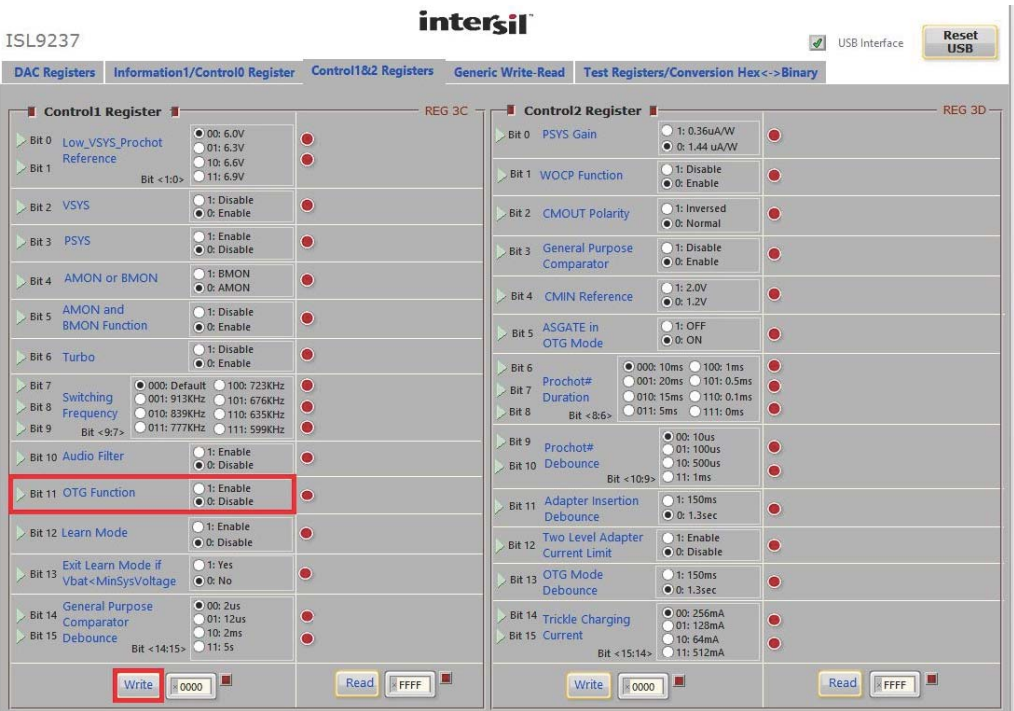 intersil
ISL9237
USB Interface
Reset USB
DAC Registers
Information1/Control0 Register
Control1&2 Registers
Generic Write-Read
Test Registers/Conversion Hex<->Binary
Control1 Register
REG 3C
Bit 0
Bit 1
Low_VSYS_Prochot
Reference
Bit <1:0>
00: 6.0V
01: 6.3V
10: 6.6V
11: 6.9V
Bit 2 VSYS
1: Disable
0: Enable
Bit 3 PSYS
1: Enable
0: Disable
Bit 4 AMON or BMON
1: BMON
0: AMON
Bit 5 AMON and
BMON Function
1: Disable
0: Enable
Bit 6 Turbo
1: Disable
0: Enable
Bit 7
Bit 8
Bit 9
Switching
Frequency
Bit <9:7>
000: Default 100: 723KHz
001: 913KHz 101: 676KHz
010: 839KHz 110: 635KHz
011: 777KHz 111: 599KHz
Bit 10 Audio Filter
1: Enable
0: Disable
Bit 11 OTG Function
1: Enable
0: Disable
Bit 12 Learn Mode
1: Enable
0: Disable
Bit 13 Exit Learn Mode if
Vbat<MinSysVoltage
1: Yes
0: No
Bit 14
Bit 15
General Purpose
Comparator
Debounce
Bit <14:15>
00: 2us
01: 12us
10: 2ms
11: 5s
Write
x 0000
Read
x FFFF
Control2 Register
REG 3D
Bit 0 PSYS Gain
1: 0.36uA/W
0: 1.44 uA/W
Bit 1 WOCP Function
1: Disable
0: Enable
Bit 2 CMOUT Polarity
1: Inversed
0: Normal
Bit 3 General Purpose
Comparator
1: Disable
0: Enable
Bit 4 CMIN Reference
1: 2.0V
0: 1.2V
Bit 5 ASGATE in
OTG Mode
1: OFF
0: ON
Bit 6
Bit 7
Bit 8
Prochot#
Duration
Bit <8:6>
000: 10ms 100: 1ms
001: 20ms 101: 0.5ms
010: 15ms 110: 0.1ms
011: 5ms 111: 0ms
Bit 9
Bit 10
Prochot#
Debounce
Bit <10:9>
00: 10us
01: 100us
10: 500us
11: 1ms
Bit 11 Adapter Insertion
Debounce
1: 150ms
0: 1.3sec
Bit 12 Two Level Adapter
Current Limit
1: Enable
0: Disable
Bit 13 OTG Mode
Debounce
1: 150ms
0: 1.3sec
Bit 14
Bit 15
Trickle Charging
Current
Bit <15:14>
00: 256mA
01: 128mA
10: 64mA
11: 512mA
Write
x 0000
Read
x FFFF